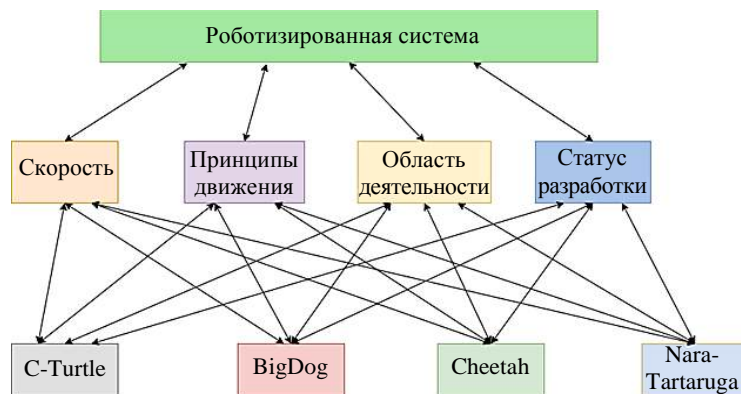 Роботизированная система
Скорость
Принципы
движения
Область
деятельности
Статус
разработки
C-Turtle
BigDog
Cheetah
Nara-
Tartaruga